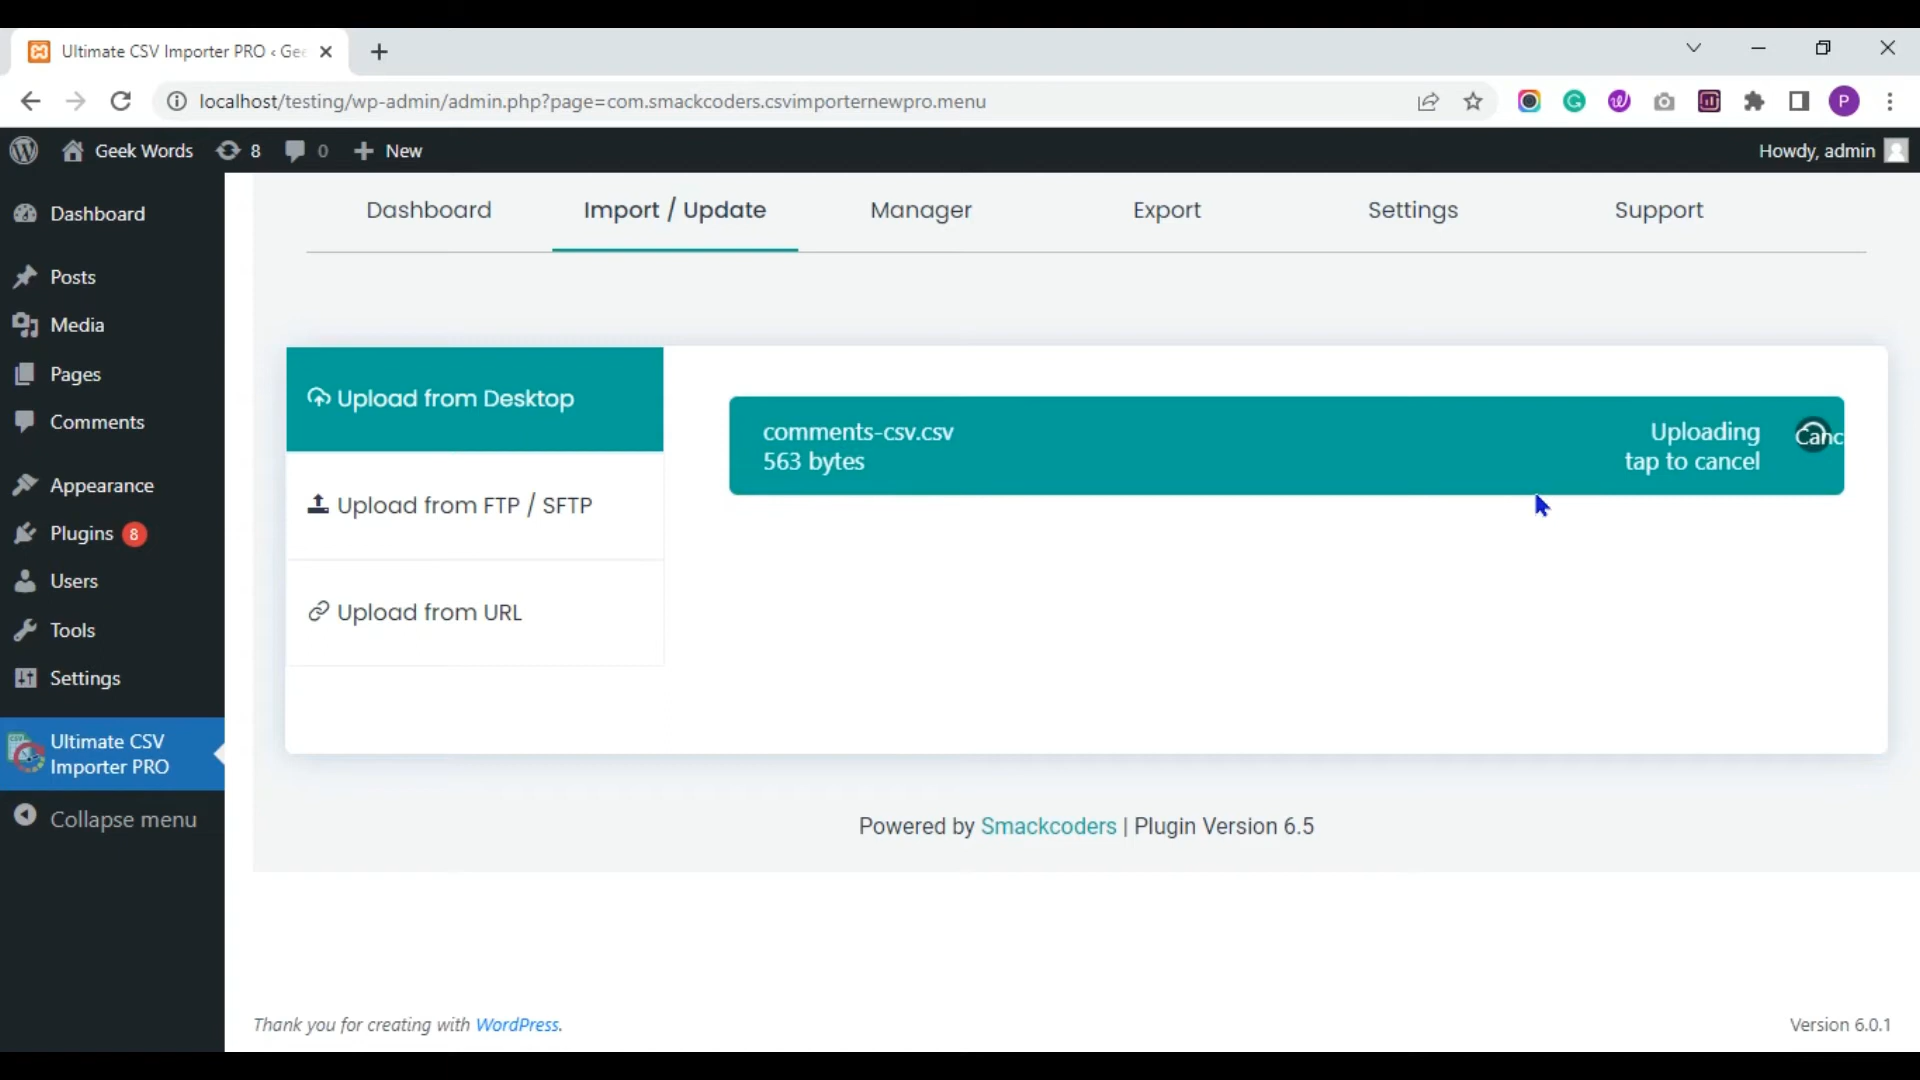 Ultimate CSV Importer PRO ‹ Gee
localhost/testing/wp-admin/admin.php?page=com.smackcoders.csvimporternewpro.menu
P
Geek Words
8
0
New
Howdy, admin
Dashboard
Posts
Media
Pages
Comments
Appearance
Plugins 8
Users
Tools
Settings
Ultimate CSV
Importer PRO
Collapse menu
Dashboard
Import / Update
Manager
Export
Settings
Support
Upload from Desktop
Upload from FTP / SFTP
Upload from URL
comments-csv.csv
563 bytes
Uploading
tap to cancel
Canc
Powered by Smackcoders | Plugin Version 6.5
Thank you for creating with WordPress.
Version 6.0.1